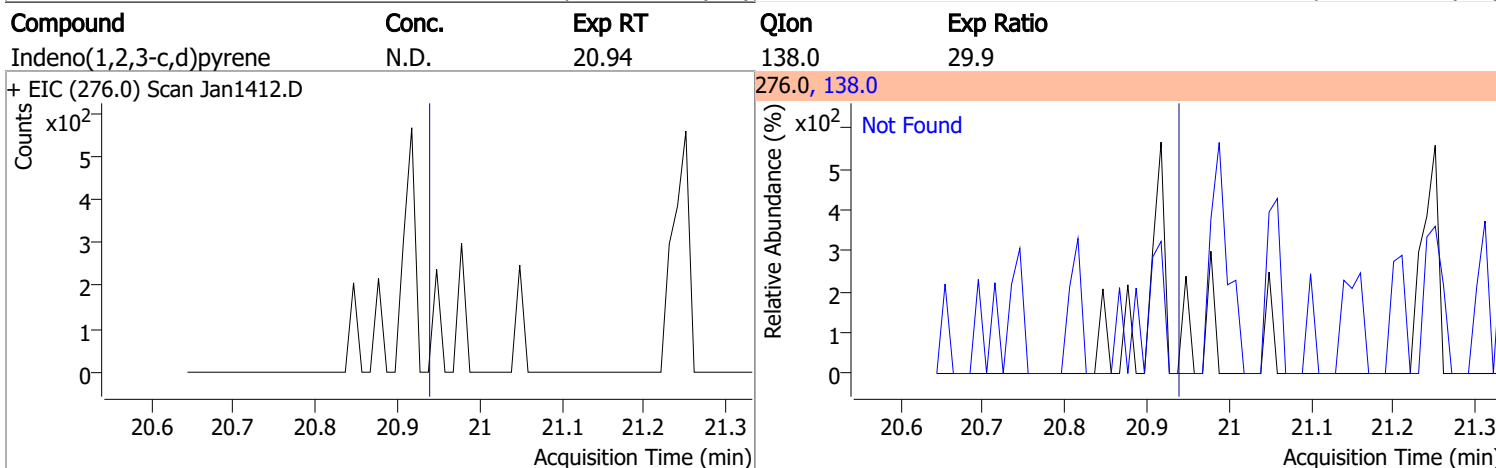 Compound Conc. Exp RT QIon Exp Ratio
Indeno(1,2,3-c,d)pyrene N.D. 20.94 138.0 29.9
+ EIC (276.0) Scan Jan1412.D
Counts
x10²
5
4
3
2
1
0
20.6 20.7 20.8 20.9 21 21.1 21.2 21.3
Acquisition Time (min)
276.0, 138.0
Relative Abundance (%)
x10²
Not Found
5
4
3
2
1
0
20.6 20.7 20.8 20.9 21 21.1 21.2 21.3
Acquisition Time (min)